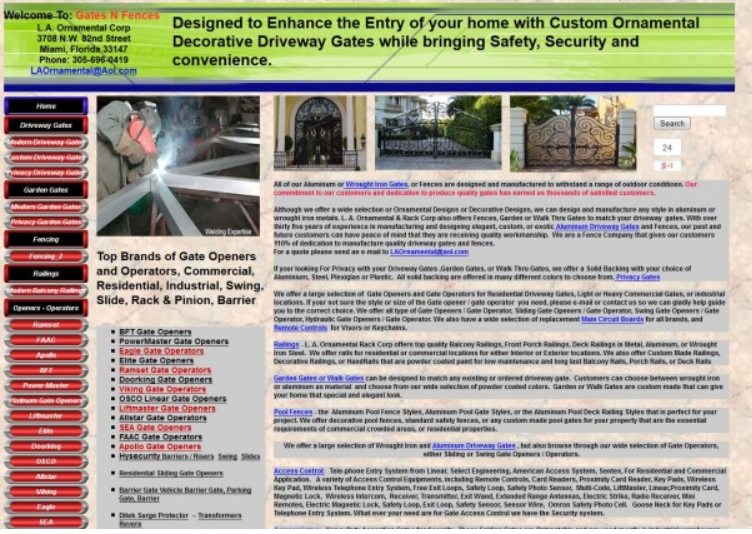 Welcome To: Gates N Fences
L.A. Ornamental Corp
3708 N.W. 82nd Street
Miami, Florida 33147
Phone: 305-696-0419
LAOrnamental@Aol.com
Designed to Enhance the Entry of your home with Custom Ornamental
Decorative Driveway Gates while bringing Safety, Security and
convenience.
Home
Driveway Gates
Modern Driveway Gates
Custom Driveway Gates
Privacy Driveway Gates
Garden Gates
Modern Garden Gates
Privacy Garden Gates
Fencing
Fencing_2
Railings
Modern Balcony Railings
Openers - Operators
Ramset
FAAC
Apollo
BFT
Power Master
Platinum Gate Openers
Liftmaster
Elite
Doorking
OSCO
Allstar
Viking
Eagle
SEA
Welding Expertise
Top Brands of Gate Openers
and Operators, Commercial,
Residential, Industrial, Swing,
Slide, Rack & Pinion, Barrier
BFT Gate Openers
PowerMaster Gate Openers
Eagle Gate Operators
Elite Gate Openers
Ramset Gate Operators
Doorking Gate Openers
Viking Gate Operators
OSCO Linear Gate Openers
Liftmaster Gate Operators
Allstar Gate Operators
SEA Gate Operators
FAAC Gate Operators
Apollo Gate Openers
Hysecurity Barriers / Risers Swing Slides
Residential Sliding Gate Openers
Barrier Gate Vehicle Barrier Gate, Parking
Gate, Barrier
Ditek Surge Protector -- Transformers
Revere
Search
24
All of our Aluminum or Wrought Iron Gates, or Fences are designed and manufactured to withstand a range of outdoor conditions. Our
commitment to our customers and dedication to produce quality gates has earned us thousands of satisfied customers.
Although we offer a wide selection or Ornamental Designs or Decorative Designs, we can design and manufacture any style in aluminum or
wrought iron metals. L. A. Ornamental & Rack Corp also offers Fences, Garden or Walk Thru Gates to match your driveway gates. With over
thirty five years of experience in manufacturing and designing elegant, custom, or exotic Aluminum Driveway Gates and Fences, our past and
future customers can have peace of mind that they are receiving quality workmanship. We are a Fence Company that gives our customers
110% of dedication to manufacture quality driveway gates and fences.
For a quote please send an e-mail to LAOrnamental@aol.com
If your looking For Privacy with your Driveway Gates ,Garden Gates, or Walk Thru Gates, we offer a Solid Backing with your choice of
Aluminum, Steel, Plexiglas or Plastic. All solid backing are offered in many different colors to choose from. Privacy Gates
We offer a large selection of Gate Openers and Gate Operators for Residential Driveway Gates, Light or Heavy Commercial Gates, or industrial
locations. If your not sure the style or size of the Gate opener / gate operator you need, please e-mail or contact us so we can gladly help guide
you to the correct choice. We offer all type of Gate Openers / Gate Operator, Sliding Gate Openers / Gate Operator, Swing Gate Openers / Gate
Operator, Hydraulic Gate Openers / Gate Operator. We also have a wide selection of replacement Main Circuit Boards for all brands, and
Remote Controls for Visors or Keychains.
Railings - L. A. Ornamental Rack Corp offers top quality Balcony Railings, Front Porch Railings, Deck Railings in Metal, Aluminum, or Wrought
Iron Steel. We offer rails for residential or commercial locations for either Interior or Exterior locations. We also offer Custom Made Railings,
Decorative Railings, or HandRails that are powder coated paint for low maintenance and long last Balcony Rails, Porch Rails, or Deck Rails
Garden Gates or Walk Gates can be designed to match any existing or ordered driveway gate. Customers can choose between wrought iron
or aluminum as material and choose from our wide selection of powder coated colors. Garden or Walk Gates are custom made that can give
your home that special and elegant look.
Pool Fences - the Aluminum Pool Fence Styles, Aluminum Pool Gate Styles, or the Aluminum Pool Deck Railing Styles that is perfect for your
project. We offer decorative pool fences, standard safety fences, or any custom made pool gates for your property that are the essential
requirements of commercial crowded areas, or residential properties.
We offer a large selection of Wrought Iron and Aluminum Driveway Gates , but also browse through our wide selection of Gate Operators,
either Sliding or Swing Gate Openers / Operators.
Access Control: Tele-phone Entry System from Linear, Select Engineering, American Access System, Sentex, For Residential and Commercial
Application. A variety of Access Control Equipments, including Remote Controls, Card Readers, Proximity Card Reader, Key Pads, Wireless
Key Pad, Wireless Telephone Entry System, Free Exit Loops, Safety Loop, Safety Photo Sensor, Multi-Code, LiftMaster, Linear,Proximity Card,
Magnetic Lock, Wireless Intercom, Receiver, Transmitter, Exit Wand, Extended Range Antennas, Electric Strike, Radio Receiver, Mini
Remotes, Electric Magnetic Lock, Safety Loop, Exit Loop, Safety Sensor, Sensor Wire, Omron Safety Photo Cell. Goose Neck for Key Pads or
Telephone Entry System. What ever your need are for Gate Access Control we have the Security system.